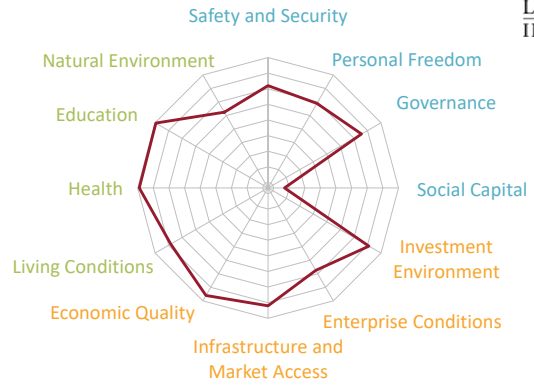 Safety and Security
Personal Freedom
Governance
Social Capital
Investment
Environment
Enterprise Conditions
Infrastructure and
Market Access
Economic Quality
Living Conditions
Health
Education
Natural Environment